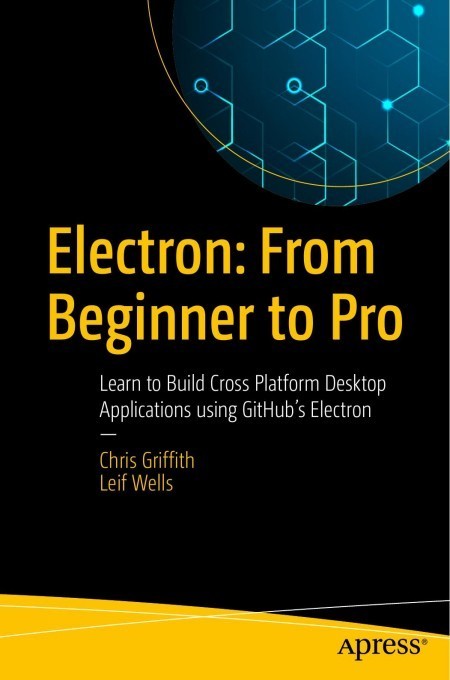 Electron: From
Beginner to Pro
Learn to Build Cross Platform Desktop
Applications using GitHub’s Electron
—
Chris Griffith
Leif Wells
Apress®